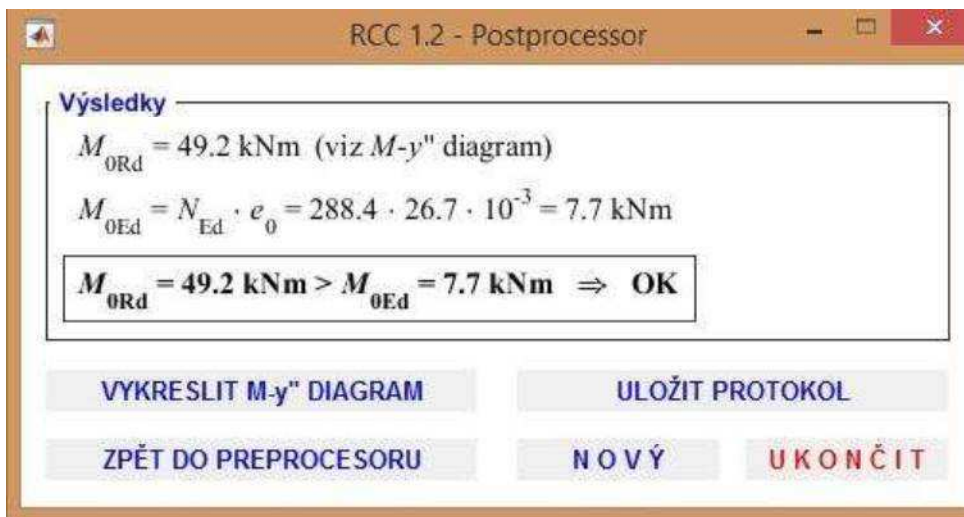 RCC 1.2 - Postprocessor
Výsledky
M0Rd = 49.2 kNm (viz M-y" diagram)
M0Ed = NEd · e0 = 288.4 · 26.7 · 10-3 = 7.7 kNm
M0Rd = 49.2 kNm > M0Ed = 7.7 kNm ⇒ OK
VYKRESLIT M-y" DIAGRAM
ULOŽIT PROTOKOL
ZPĚT DO PREPROCESORU
N O V Ý
U K O N Č I T